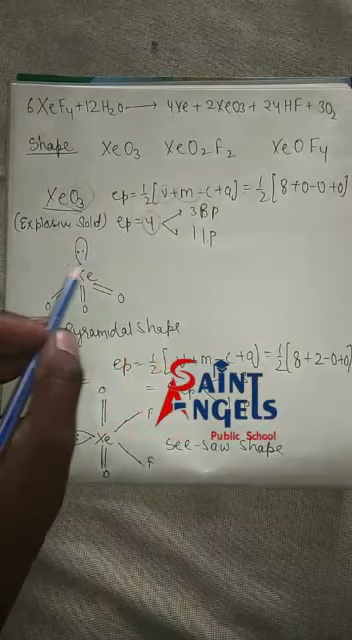 6XeF4+12H2O → 4Xe+2XeO3+24HF+3O2
Shape XeO3 XeO2F2 XeOF4
XeO3 ep=½[v+m-c+a]=½[8+0-0+0]
(Explosive Solid) ep=4 3BP
1lp
Xe
O O O
Pyramidal Shape
ep=½[v+m-c+a)=½[8+2-0+0]
O
F
Xe
see-saw shape
O F
SAINT
ANGELS
Public School